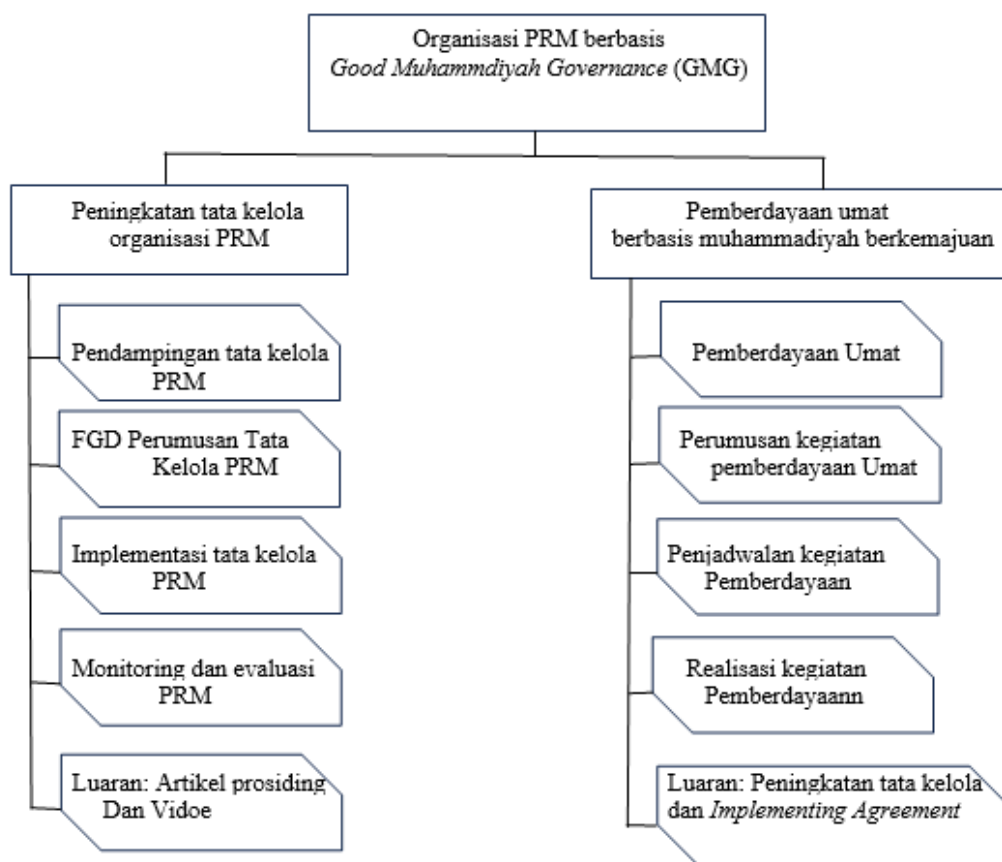 Organisasi PRM berbasis
Good Muhammdiyah Governance (GMG)
Peningkatan tata kelola
organisasi PRM
Pemberdayaan umat
berbasis muhammadiyah berkemajuan
Pendampingan tata kelola
PRM
FGD Perumusan Tata
Kelola PRM
Implementasi tata kelola
PRM
Monitoring dan evaluasi
PRM
Luaran: Artikel prosiding
Dan Vidoe
Pemberdayaan Umat
Perumusan kegiatan
pemberdayaan Umat
Penjadwalan kegiatan
Pemberdayaan
Realisasi kegiatan
Pemberdayaann
Luaran: Peningkatan tata kelola
dan Implementing Agreement